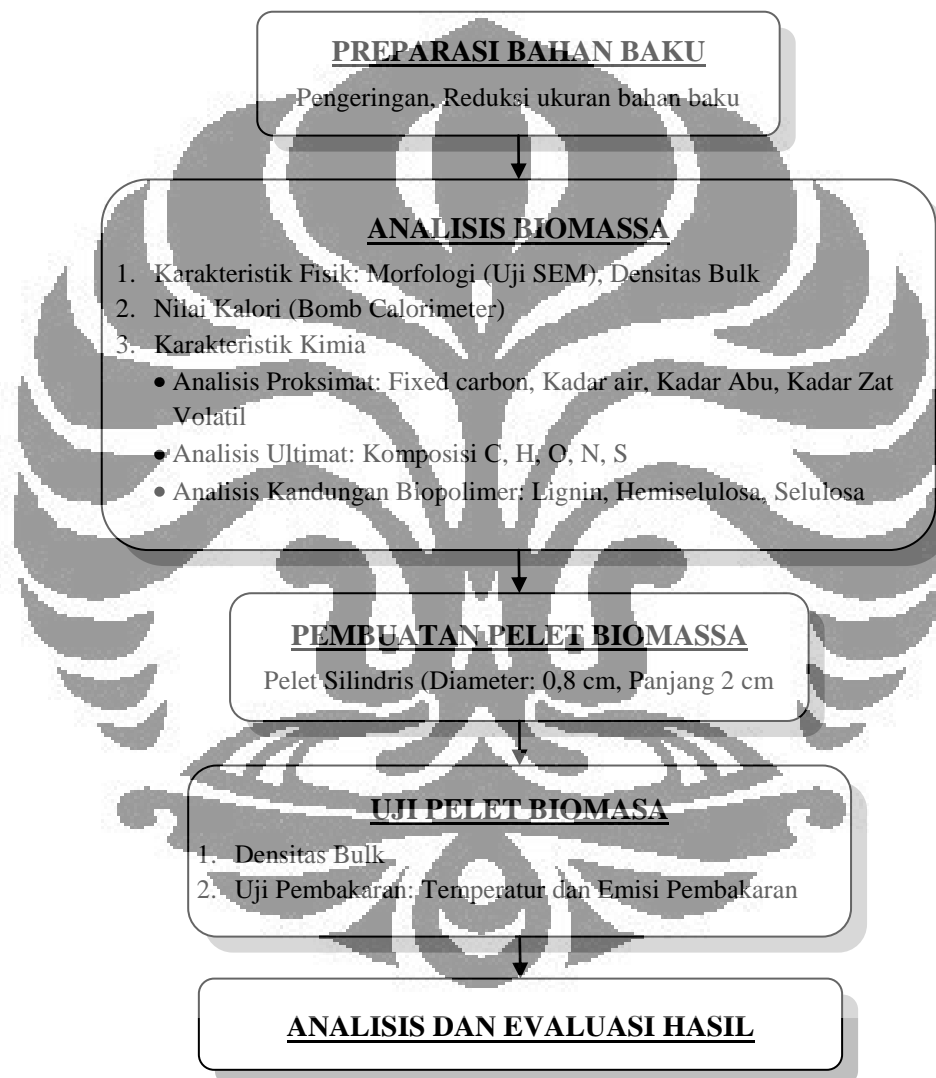 PREPARASI BAHAN BAKU
Pengeringan, Reduksi ukuran bahan baku
ANALISIS BIOMASSA
1. Karakteristik Fisik: Morfologi (Uji SEM), Densitas Bulk
2. Nilai Kalori (Bomb Calorimeter)
3. Karakteristik Kimia
• Analisis Proksimat: Fixed carbon, Kadar air, Kadar Abu, Kadar Zat
Volatil
• Analisis Ultimat: Komposisi C, H, O, N, S
• Analisis Kandungan Biopolimer: Lignin, Hemiselulosa, Selulosa
PEMBUATAN PELET BIOMASSA
Pelet Silindris (Diameter: 0,8 cm, Panjang 2 cm
UJI PELET BIOMASA
1. Densitas Bulk
2. Uji Pembakaran: Temperatur dan Emisi Pembakaran
ANALISIS DAN EVALUASI HASIL